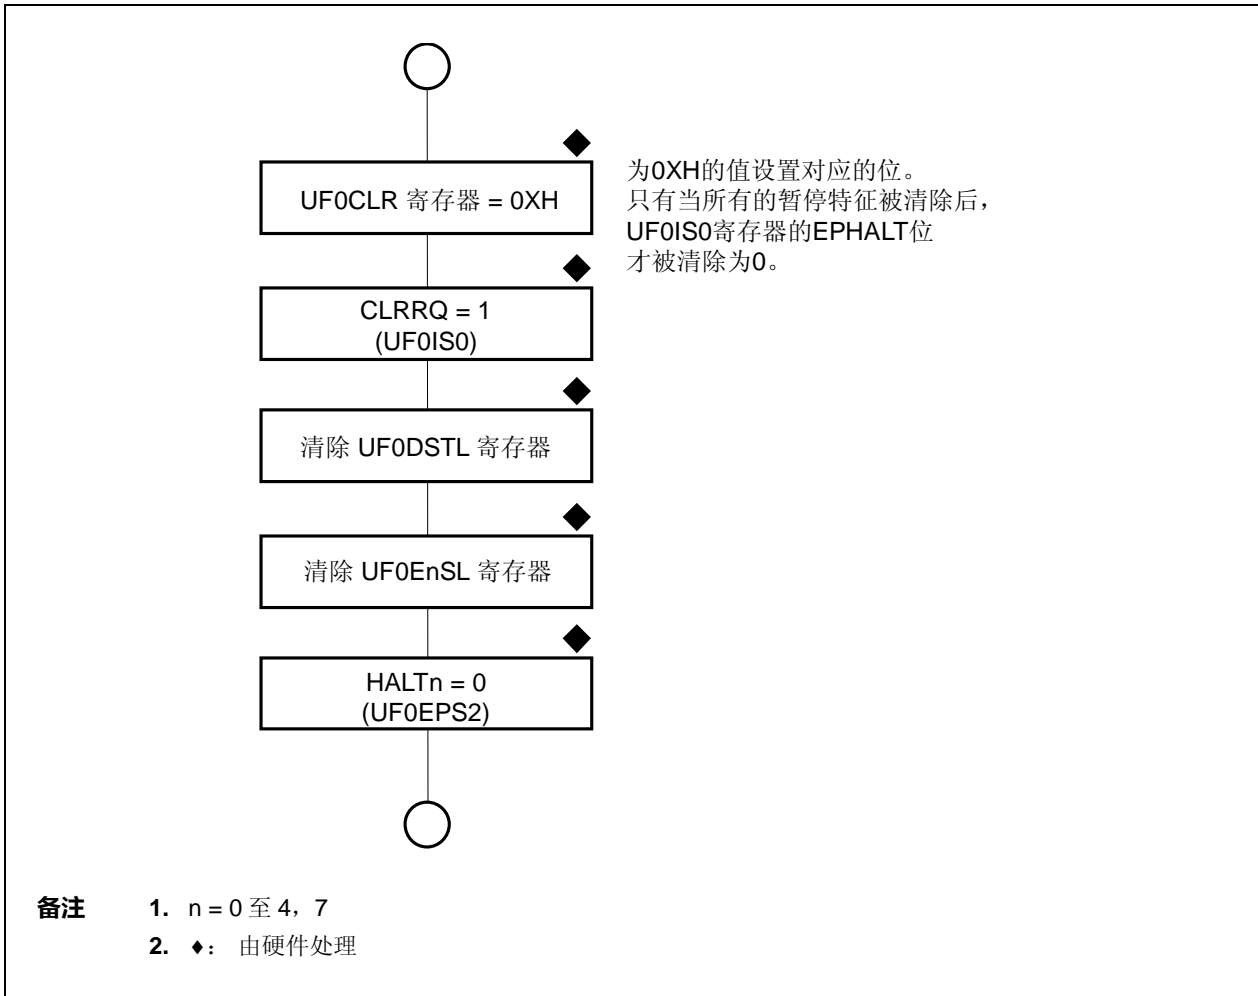 UF0CLR 寄存器 = 0XH
为0XH的值设置对应的位。
只有当所有的暂停特征被清除后，
UF0IS0寄存器的EPHALT位
才被清除为0。
CLRRQ = 1
(UF0IS0)
清除 UF0DSTL 寄存器
清除 UF0EnSL 寄存器
HALTn = 0
(UF0EPS2)
备注 1. n = 0 至 4，7
2. ♦： 由硬件处理